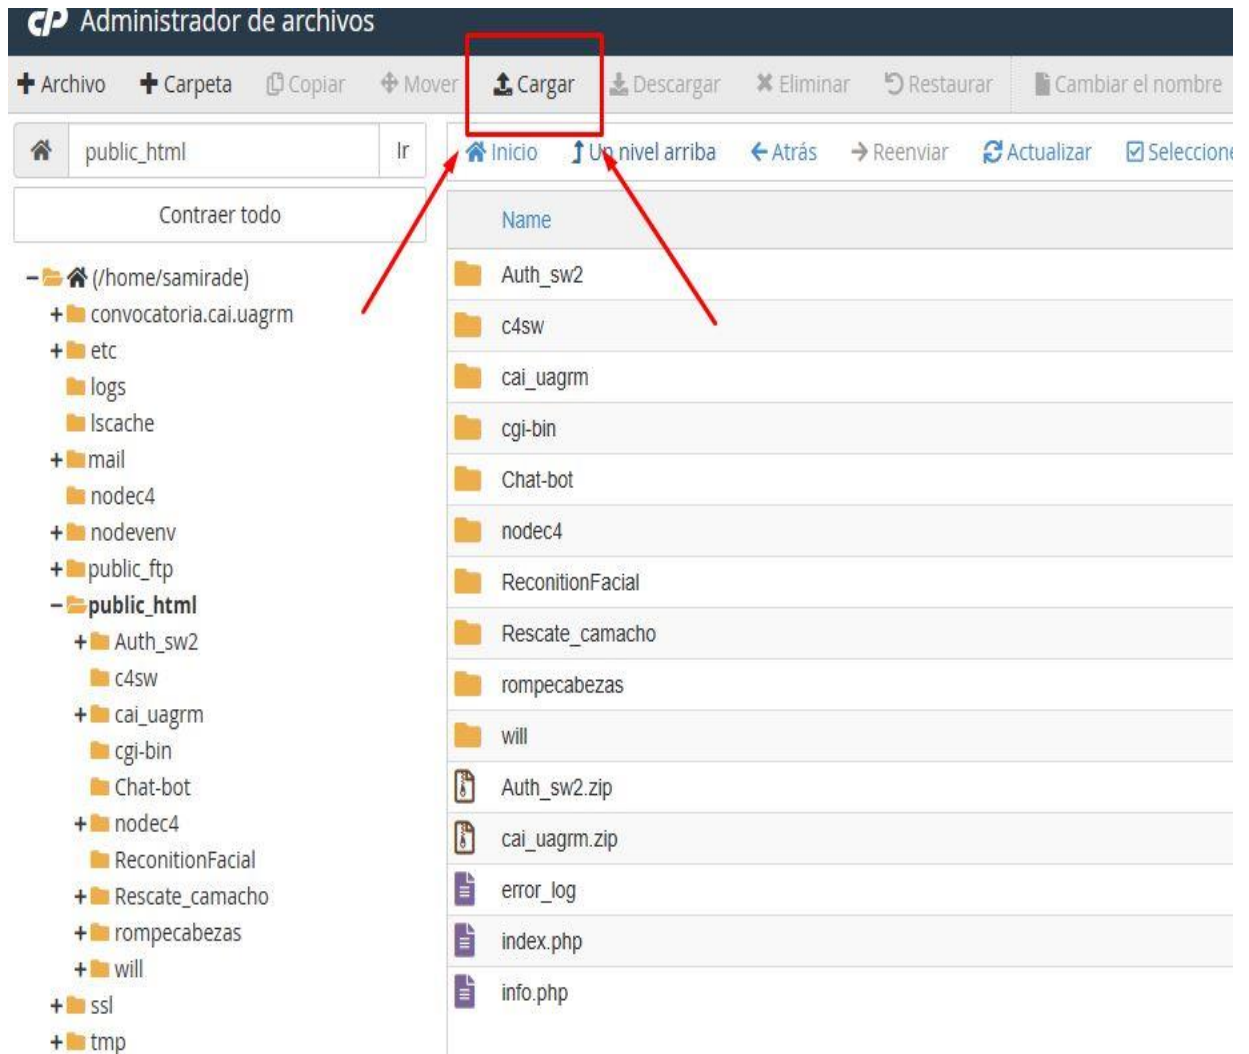 cP Administrador de archivos
Archivo Carpeta Copiar Mover Cargar Descargar Eliminar Restaurar Cambiar el nombre
public_html Ir
Inicio Un nivel arriba Atrás Reenviar Actualizar Seleccione
Contraer todo
(/home/samirade)
convocatoria.cai.uagrm
etc
logs
lscache
mail
nodec4
nodevenv
public_ftp
public_html
Auth_sw2
c4sw
cai_uagrm
cgi-bin
Chat-bot
nodec4
ReconitionFacial
Rescate_camacho
rompecabezas
will
ssl
tmp
Name
Auth_sw2
c4sw
cai_uagrm
cgi-bin
Chat-bot
nodec4
ReconitionFacial
Rescate_camacho
rompecabezas
will
Auth_sw2.zip
cai_uagrm.zip
error_log
index.php
info.php